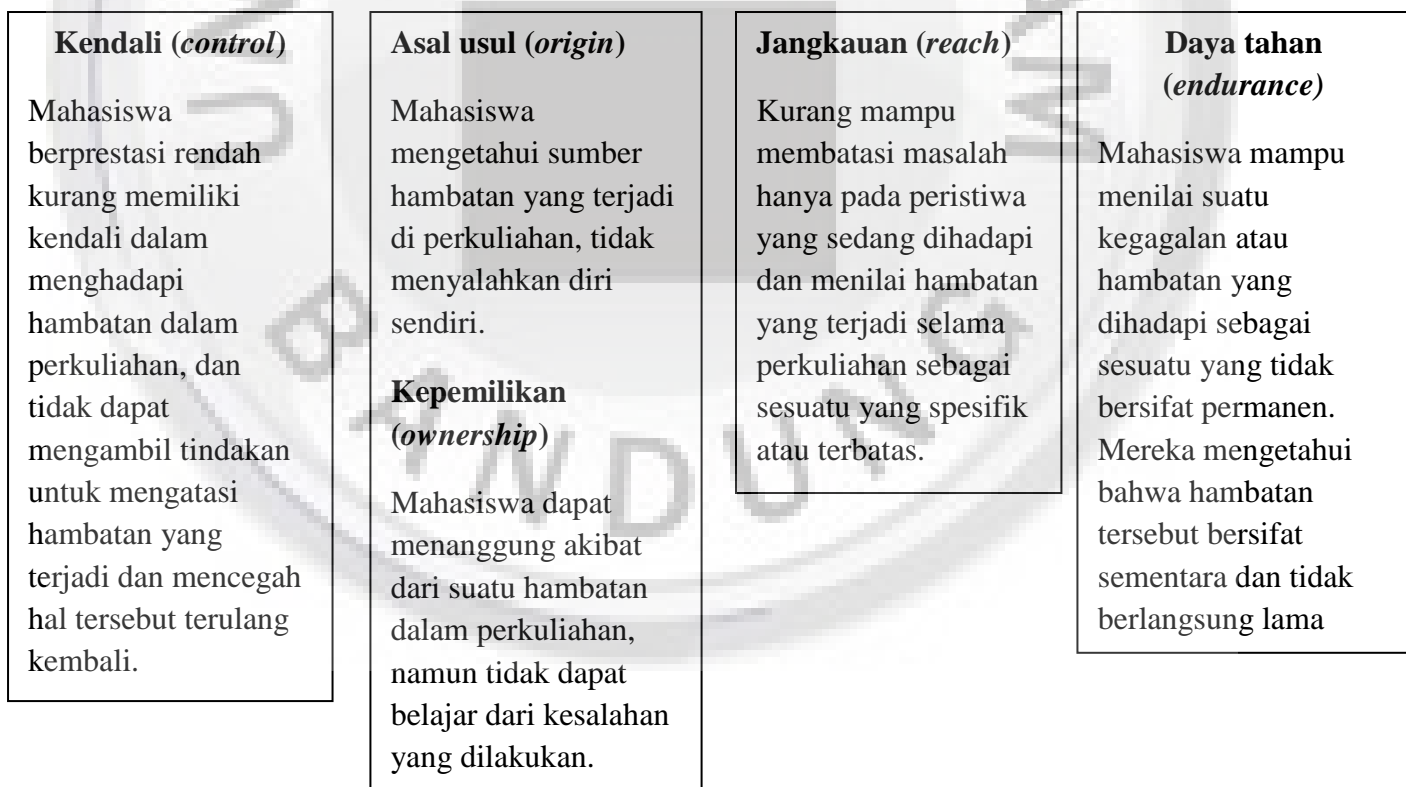 Kendali (control)
Mahasiswa
berprestasi rendah
kurang memiliki
kendali dalam
menghadapi
hambatan dalam
perkuliahan, dan
tidak dapat
mengambil tindakan
untuk mengatasi
hambatan yang
terjadi dan mencegah
hal tersebut terulang
kembali.
Asal usul (origin)
Mahasiswa
mengetahui sumber
hambatan yang terjadi
di perkuliahan, tidak
menyalahkan diri
sendiri.
Kepemilikan
(ownership)
Mahasiswa dapat
menanggung akibat
dari suatu hambatan
dalam perkuliahan,
namun tidak dapat
belajar dari kesalahan
yang dilakukan.
Jangkauan (reach)
Kurang mampu
membatasi masalah
hanya pada peristiwa
yang sedang dihadapi
dan menilai hambatan
yang terjadi selama
perkuliahan sebagai
sesuatu yang spesifik
atau terbatas.
Daya tahan
(endurance)
Mahasiswa mampu
menilai suatu
kegagalan atau
hambatan yang
dihadapi sebagai
sesuatu yang tidak
bersifat permanen.
Mereka mengetahui
bahwa hambatan
tersebut bersifat
sementara dan tidak
berlangsung lama
BANDUNG